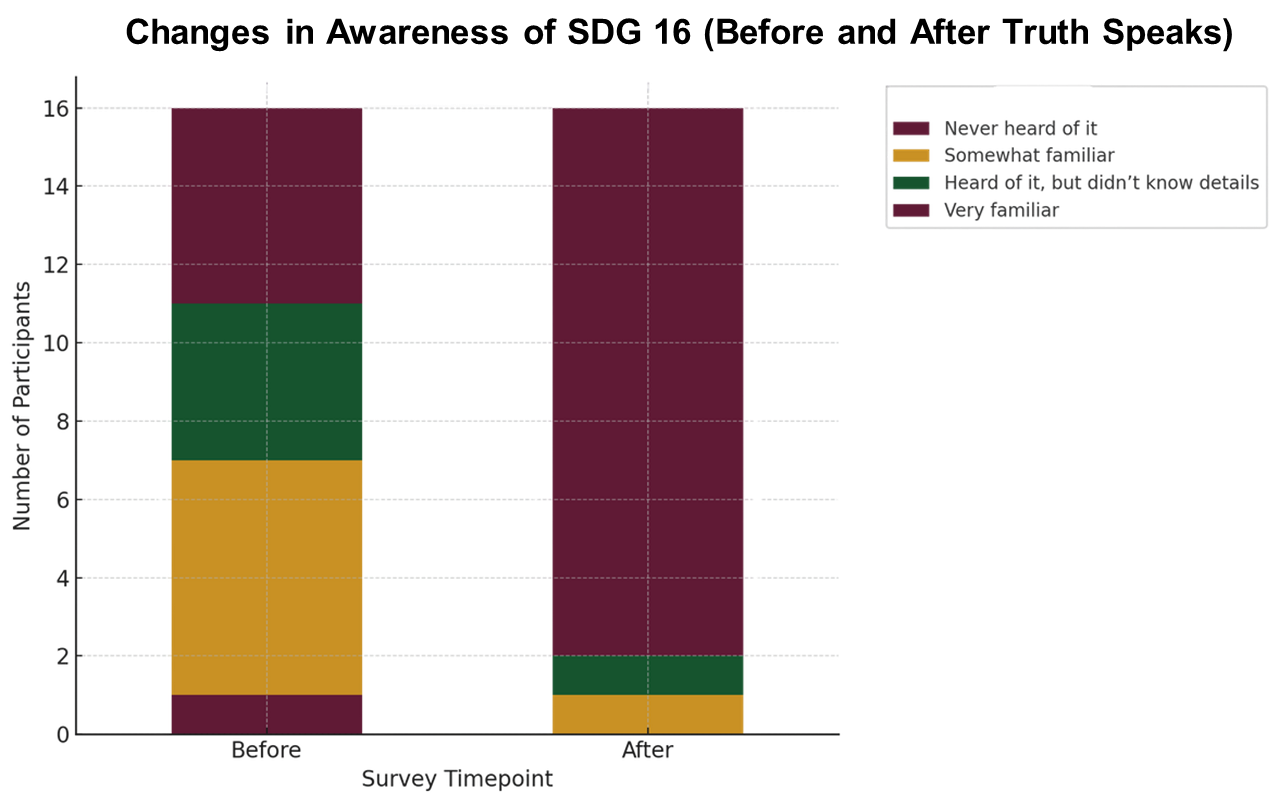 Changes in Awareness of SDG 16 (Before and After Truth Speaks)
16
14
12
10
8
6
4
2
0
Number of Participants
Before
After
Survey Timepoint
Never heard of it
Somewhat familiar
Heard of it, but didn’t know details
Very familiar